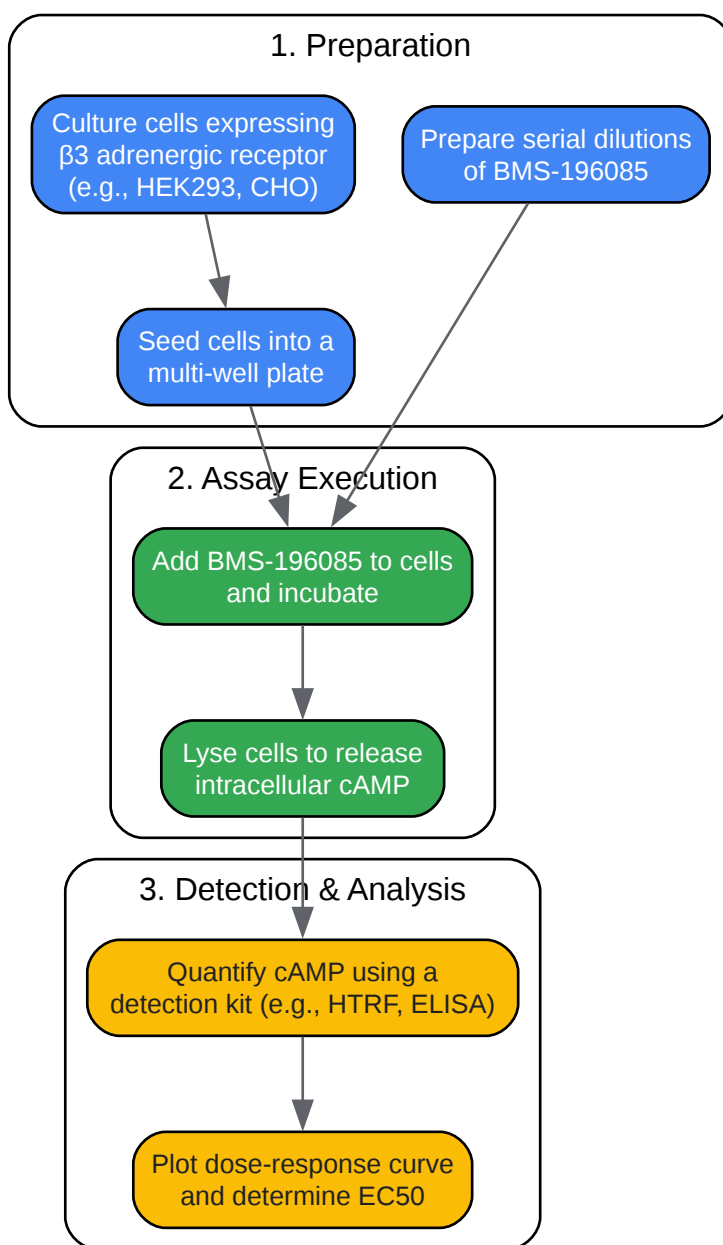 1. Preparation
Culture cells expressing
β3 adrenergic receptor
(e.g., HEK293, CHO)
Prepare serial dilutions
of BMS-196085
Seed cells into a
multi-well plate
2. Assay Execution
Add BMS-196085 to cells
and incubate
Lyse cells to release
intracellular cAMP
3. Detection & Analysis
Quantify cAMP using a
detection kit (e.g., HTRF, ELISA)
Plot dose-response curve
and determine EC50